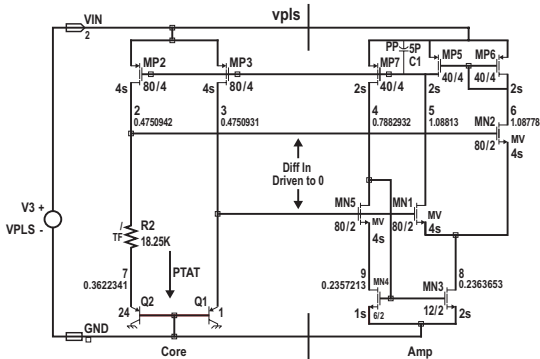 VIN
2
vpls
PP
5P
C1
MP2
80/4
4s
MP3
80/4
4s
MP7
40/4
2s
MP5
40/4
2s
MP6
40/4
2s
2
0.4750942
3
0.4750931
4
0.7882932
5
1.08813
6
1.08778
MN2
MV
80/2
4s
Diff In
Driven to 0
MN5
MV
80/2
4s
MN1
MV
80/2
4s
V3 +
VPLS -
/
TF
R2
18.25K
7
0.3622341
PTAT
9
0.2357213
8
0.2363653
MN4
1s
6/2
MN3
12/2
2s
Q2
24
Q1
1
GND
0
Core
Amp